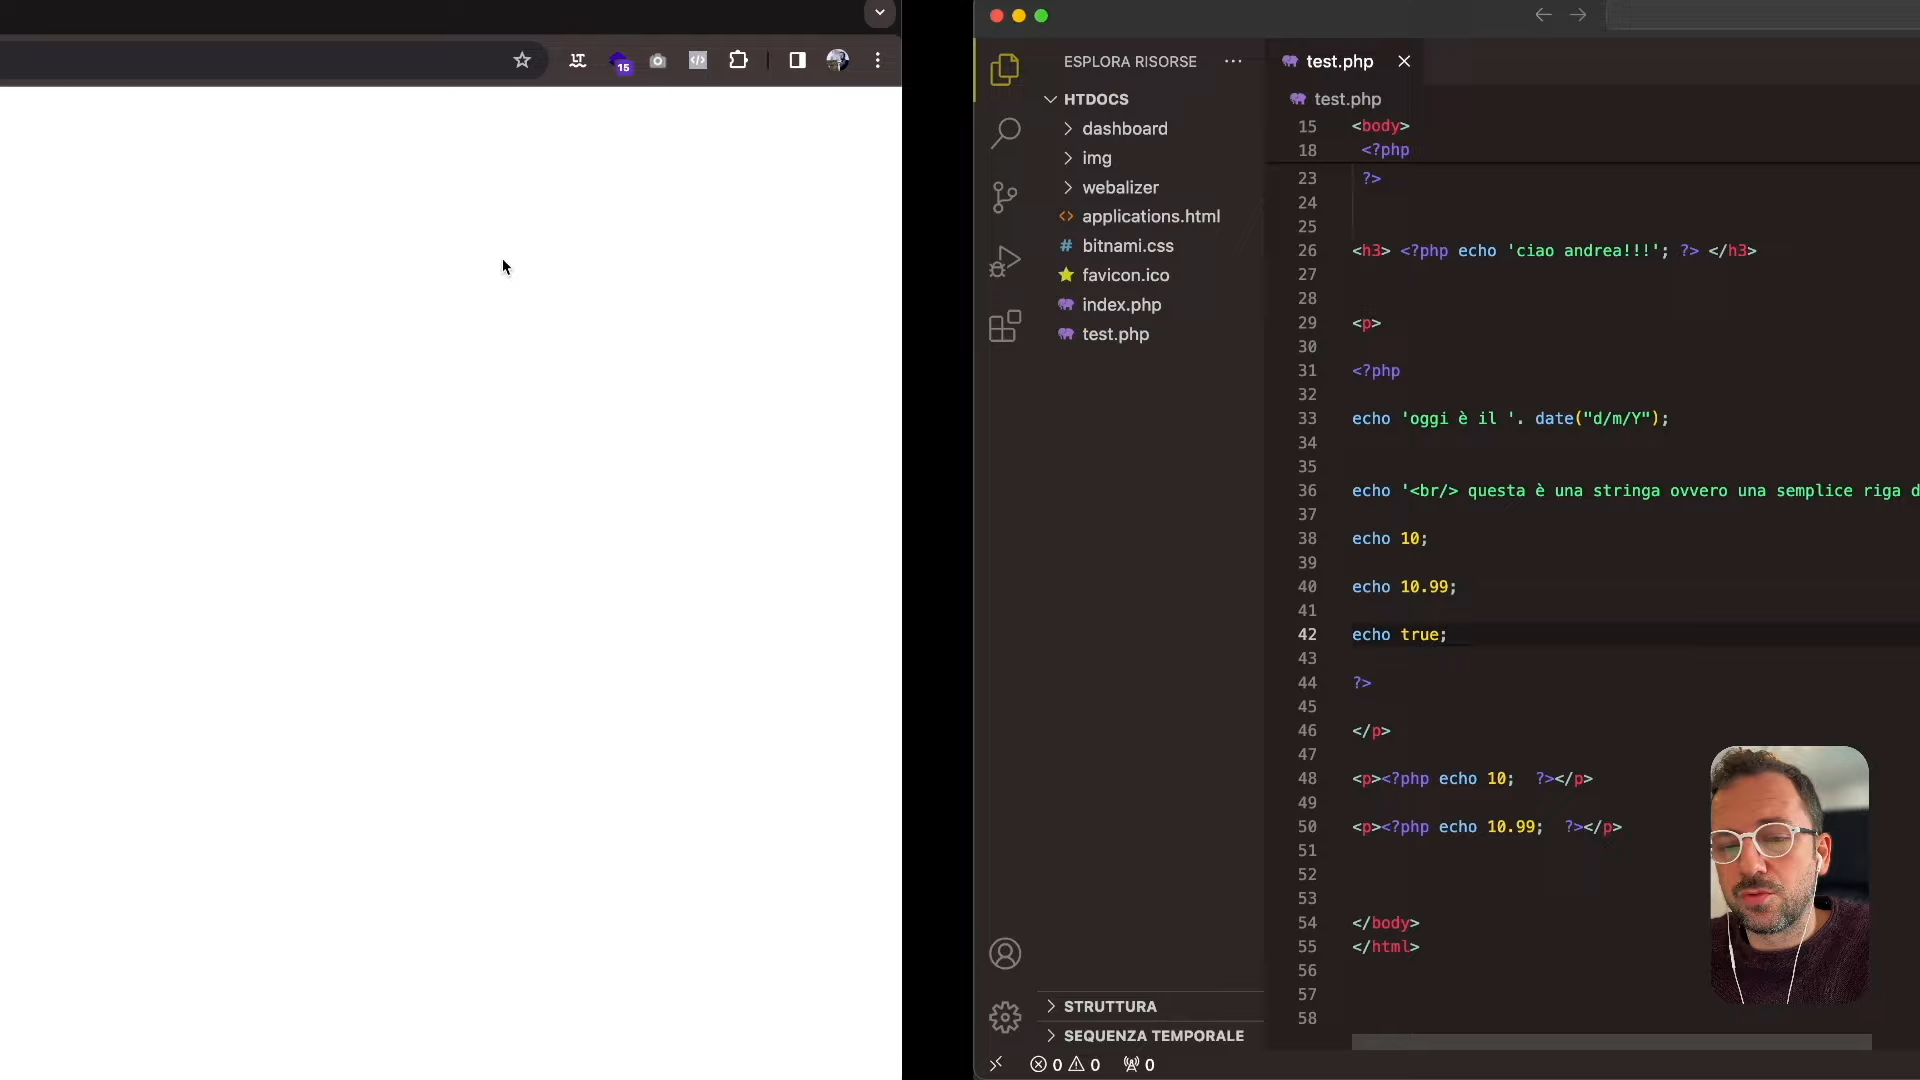 15
ESPLORA RISORSE
HTDOCS
dashboard
img
webalizer
applications.html
# bitnami.css
favicon.ico
index.php
test.php
STRUTTURA
SEQUENZA TEMPORALE
0 0 0
test.php
test.php
15 <body>
18 <?php
23 ?>
24
25
26 <h3> <?php echo 'ciao andrea!!!'; ?> </h3>
27
28
29 <p>
30
31 <?php
32
33 echo 'oggi è il '. date("d/m/Y");
34
35
36 echo '<br/> questa è una stringa ovvero una semplice riga d
37
38 echo 10;
39
40 echo 10.99;
41
42 echo true;
43
44 ?>
45
46 </p>
47
48 <p><?php echo 10;  ?></p>
49
50 <p><?php echo 10.99;  ?></p>
51
52
53
54 </body>
55 </html>
56
57
58